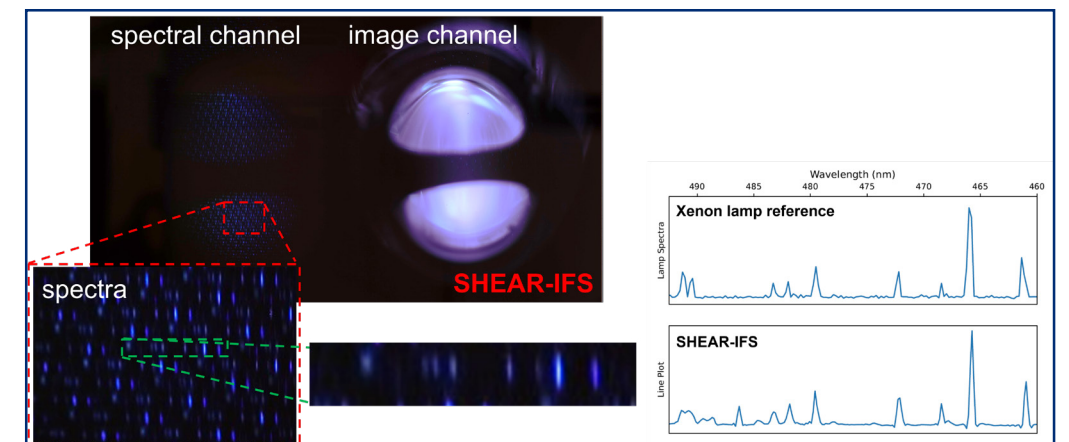 spectral channel
image channel
SHEAR-IFS
spectra
Wavelength (nm)
490 485 480 475 470 465 460
Xenon lamp reference
Lamp Spectra
SHEAR-IFS
Line Plot